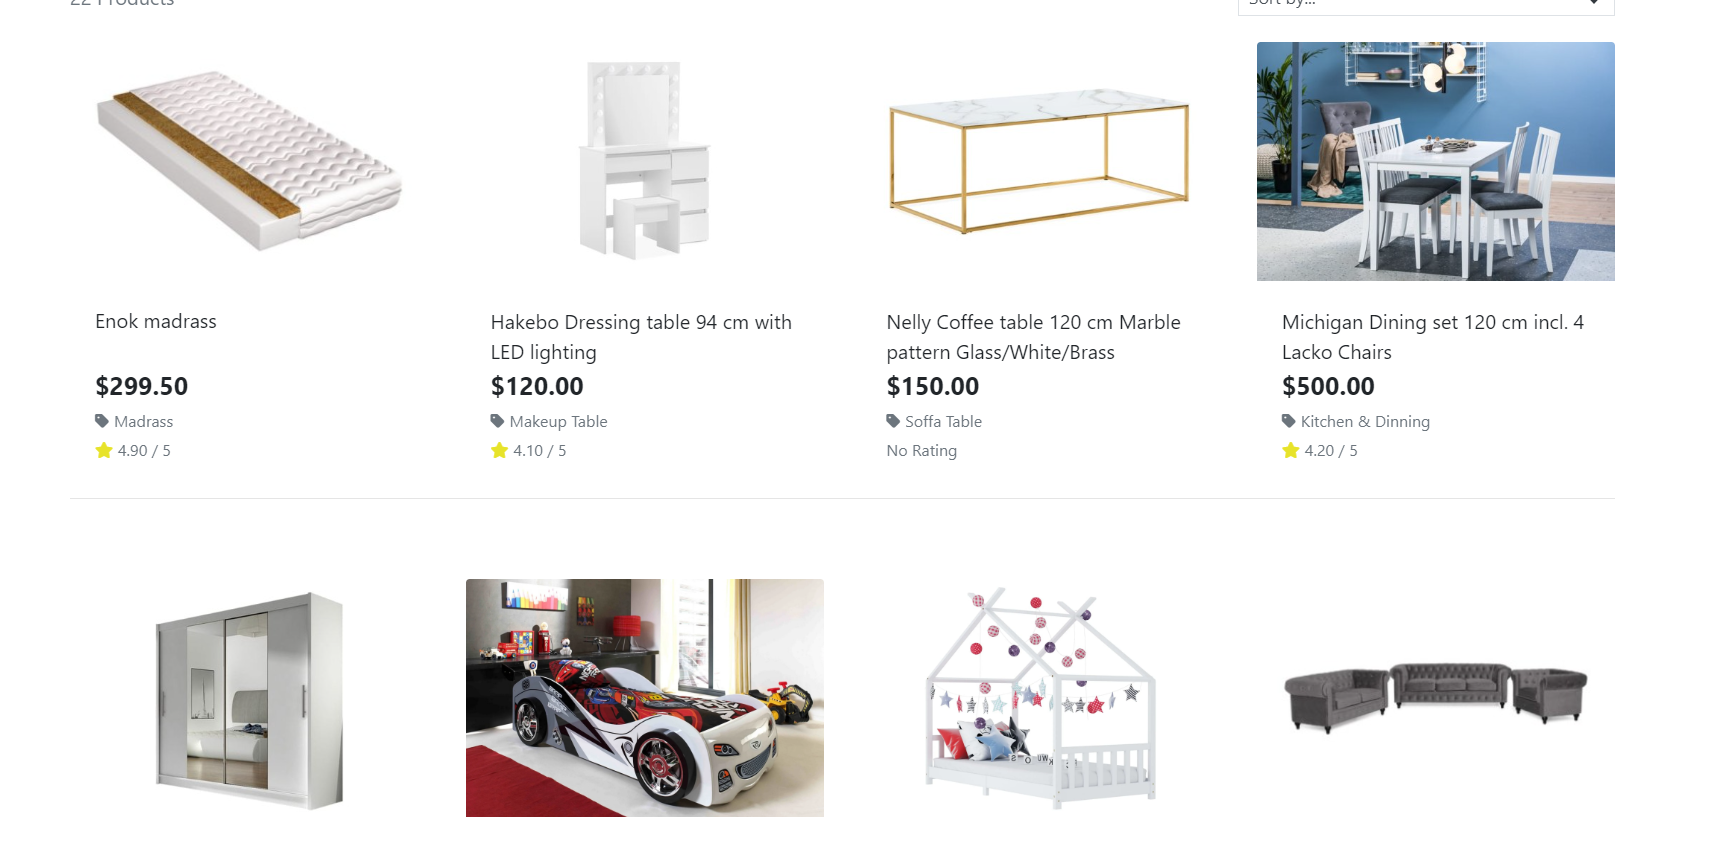 22 Products
Sort by...
Enok madrass
$299.50
Madrass
4.90 / 5
Hakebo Dressing table 94 cm with
LED lighting
$120.00
Makeup Table
4.10 / 5
Nelly Coffee table 120 cm Marble
pattern Glass/White/Brass
$150.00
Soffa Table
No Rating
Michigan Dining set 120 cm incl. 4
Lacko Chairs
$500.00
Kitchen & Dinning
4.20 / 5